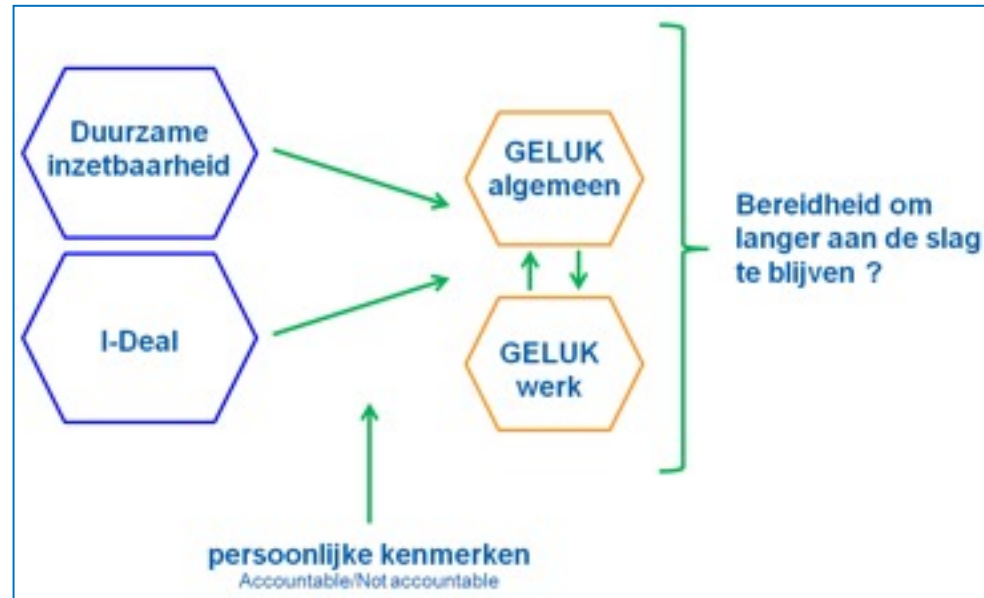 Duurzame
inzetbaarheid
I-Deal
GELUK
algemeen
GELUK
werk
Bereidheid om
langer aan de slag
te blijven ?
persoonlijke kenmerken
Accountable/Not accountable